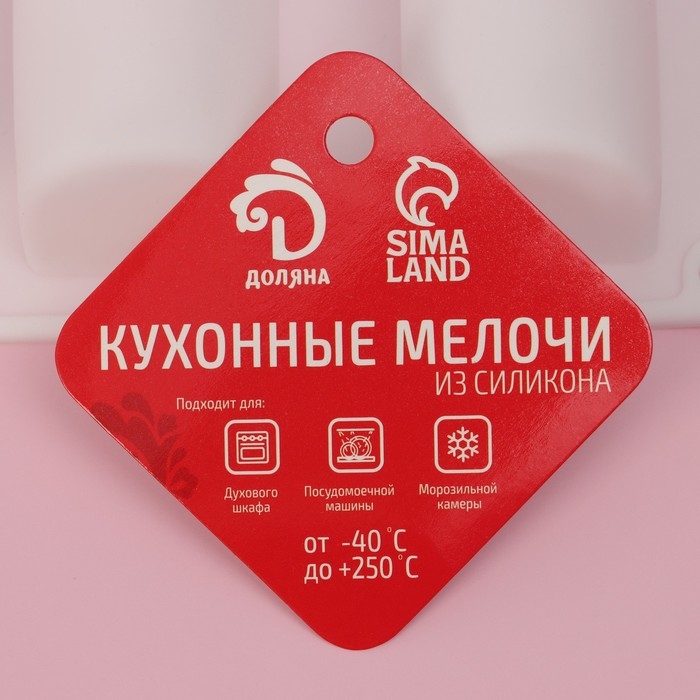 ДОЛЯНА
SIMA
LAND
КУХОННЫЕ МЕЛОЧИ
ИЗ СИЛИКОНА
Подходит для:
Духового
шкафа
Посудомоечной
машины
Морозильной
камеры
от -40 °C
до +250 °C